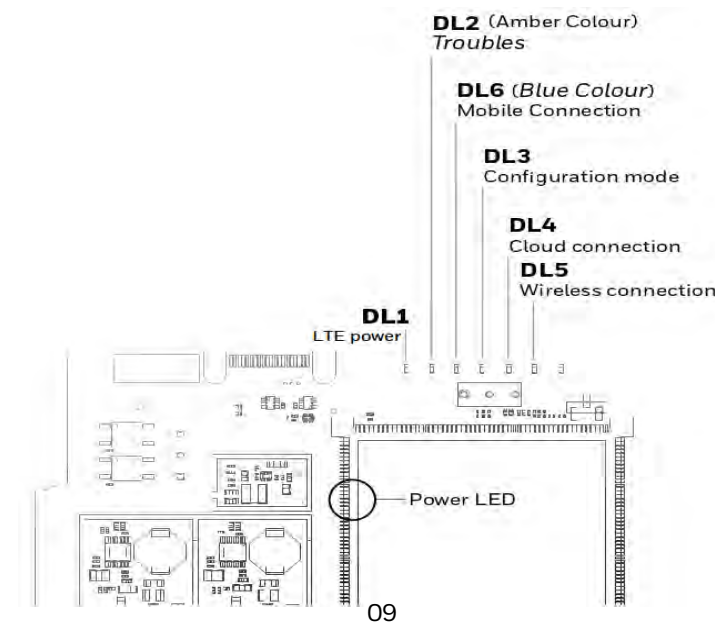 DL2 (Amber Colour)
Troubles
DL6 (Blue Colour)
Mobile Connection
DL3
Configuration mode
DL4
Cloud connection
DL5
Wireless connection
DL1
LTE power
Power LED
09